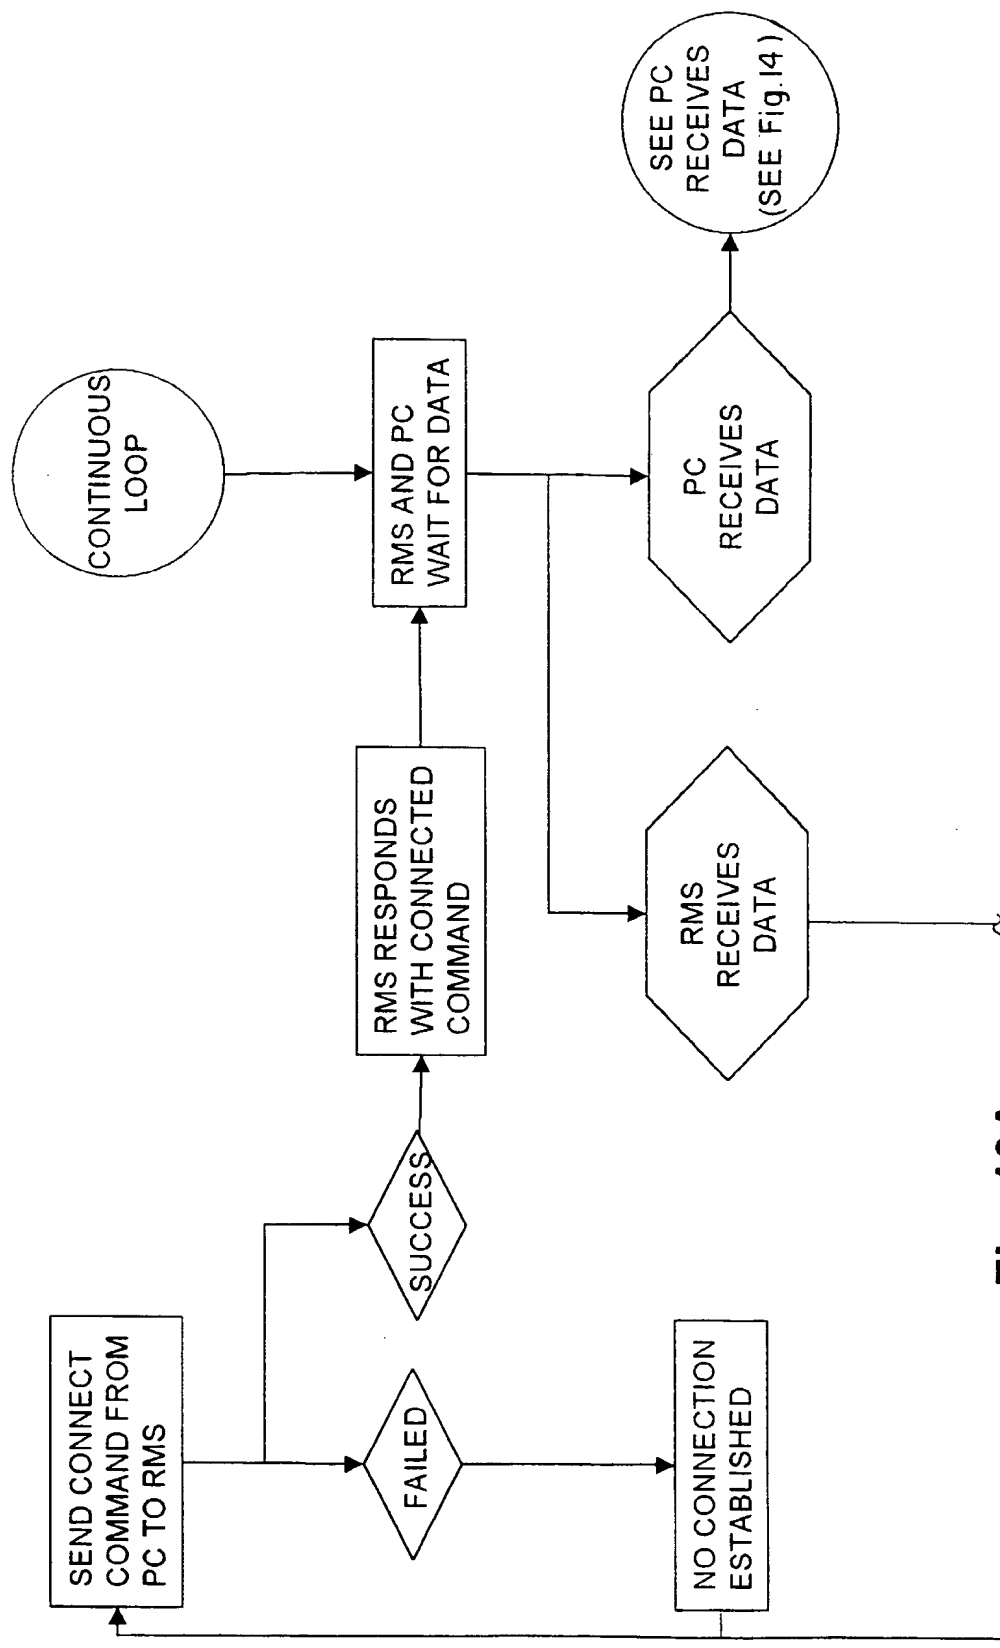 SEND CONNECT
COMMAND FROM
PC TO RMS
FAILED
NO CONNECTION
ESTABLISHED
SUCCESS
RMS RESPONDS
WITH CONNECTED
COMMAND
CONTINUOUS
LOOP
RMS AND PC
WAIT FOR DATA
RMS
RECEIVES
DATA
PC
RECEIVES
DATA
SEE PC
RECEIVES
DATA
(SEE Fig.14)